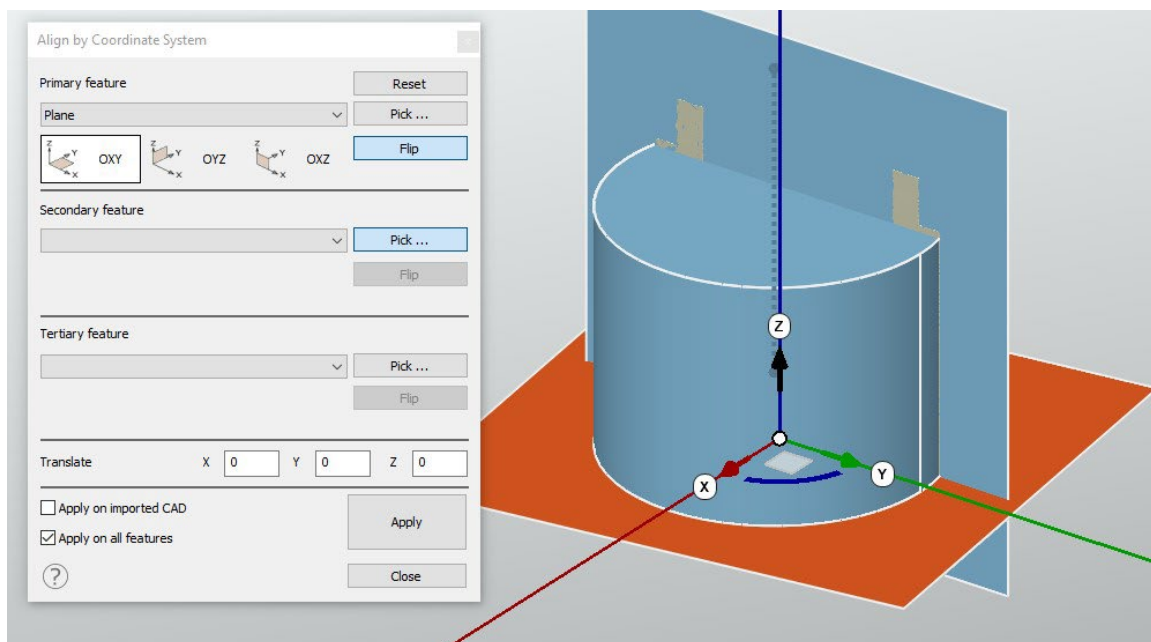 Align by Coordinate System
x
Primary feature
Reset
Plane
Pick ...
Z Y X OXY
Z Y X OYZ
Z Y X OXZ
Flip
Secondary feature
Pick ...
Flip
Tertiary feature
Pick ...
Flip
Translate X 0 Y 0 Z 0
Apply on imported CAD
Apply on all features
Apply
?
Close
Z
X
Y